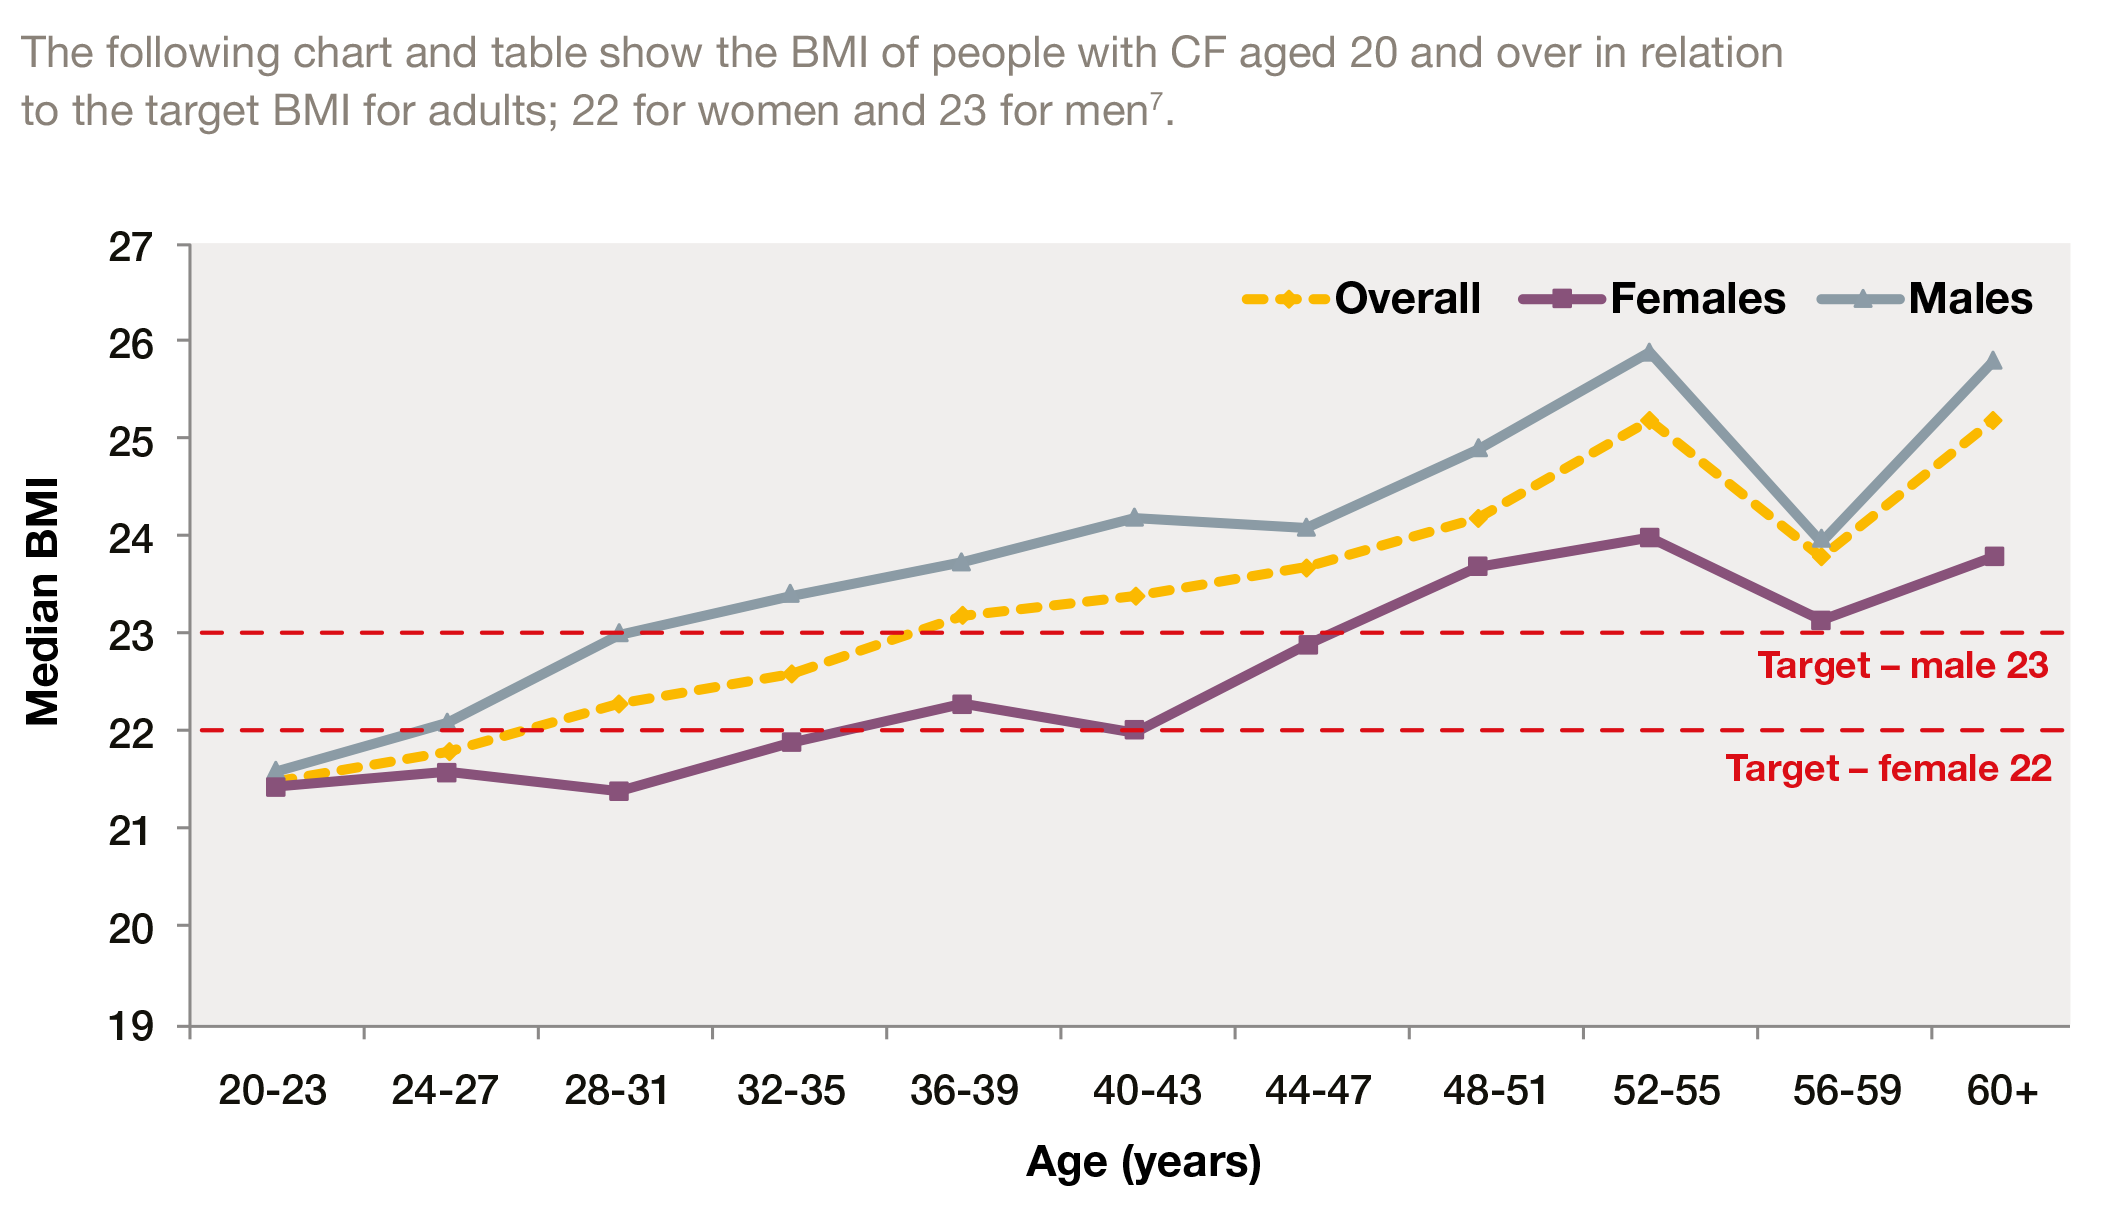 The following chart and table show the BMI of people with CF aged 20 and over in relation
to the target BMI for adults; 22 for women and 23 for men⁷.
Overall Females Males
27
26
25
24
23
22
21
20
19
Median BMI
Target – male 23
Target – female 22
20-23 24-27 28-31 32-35 36-39 40-43 44-47 48-51 52-55 56-59 60+
Age (years)